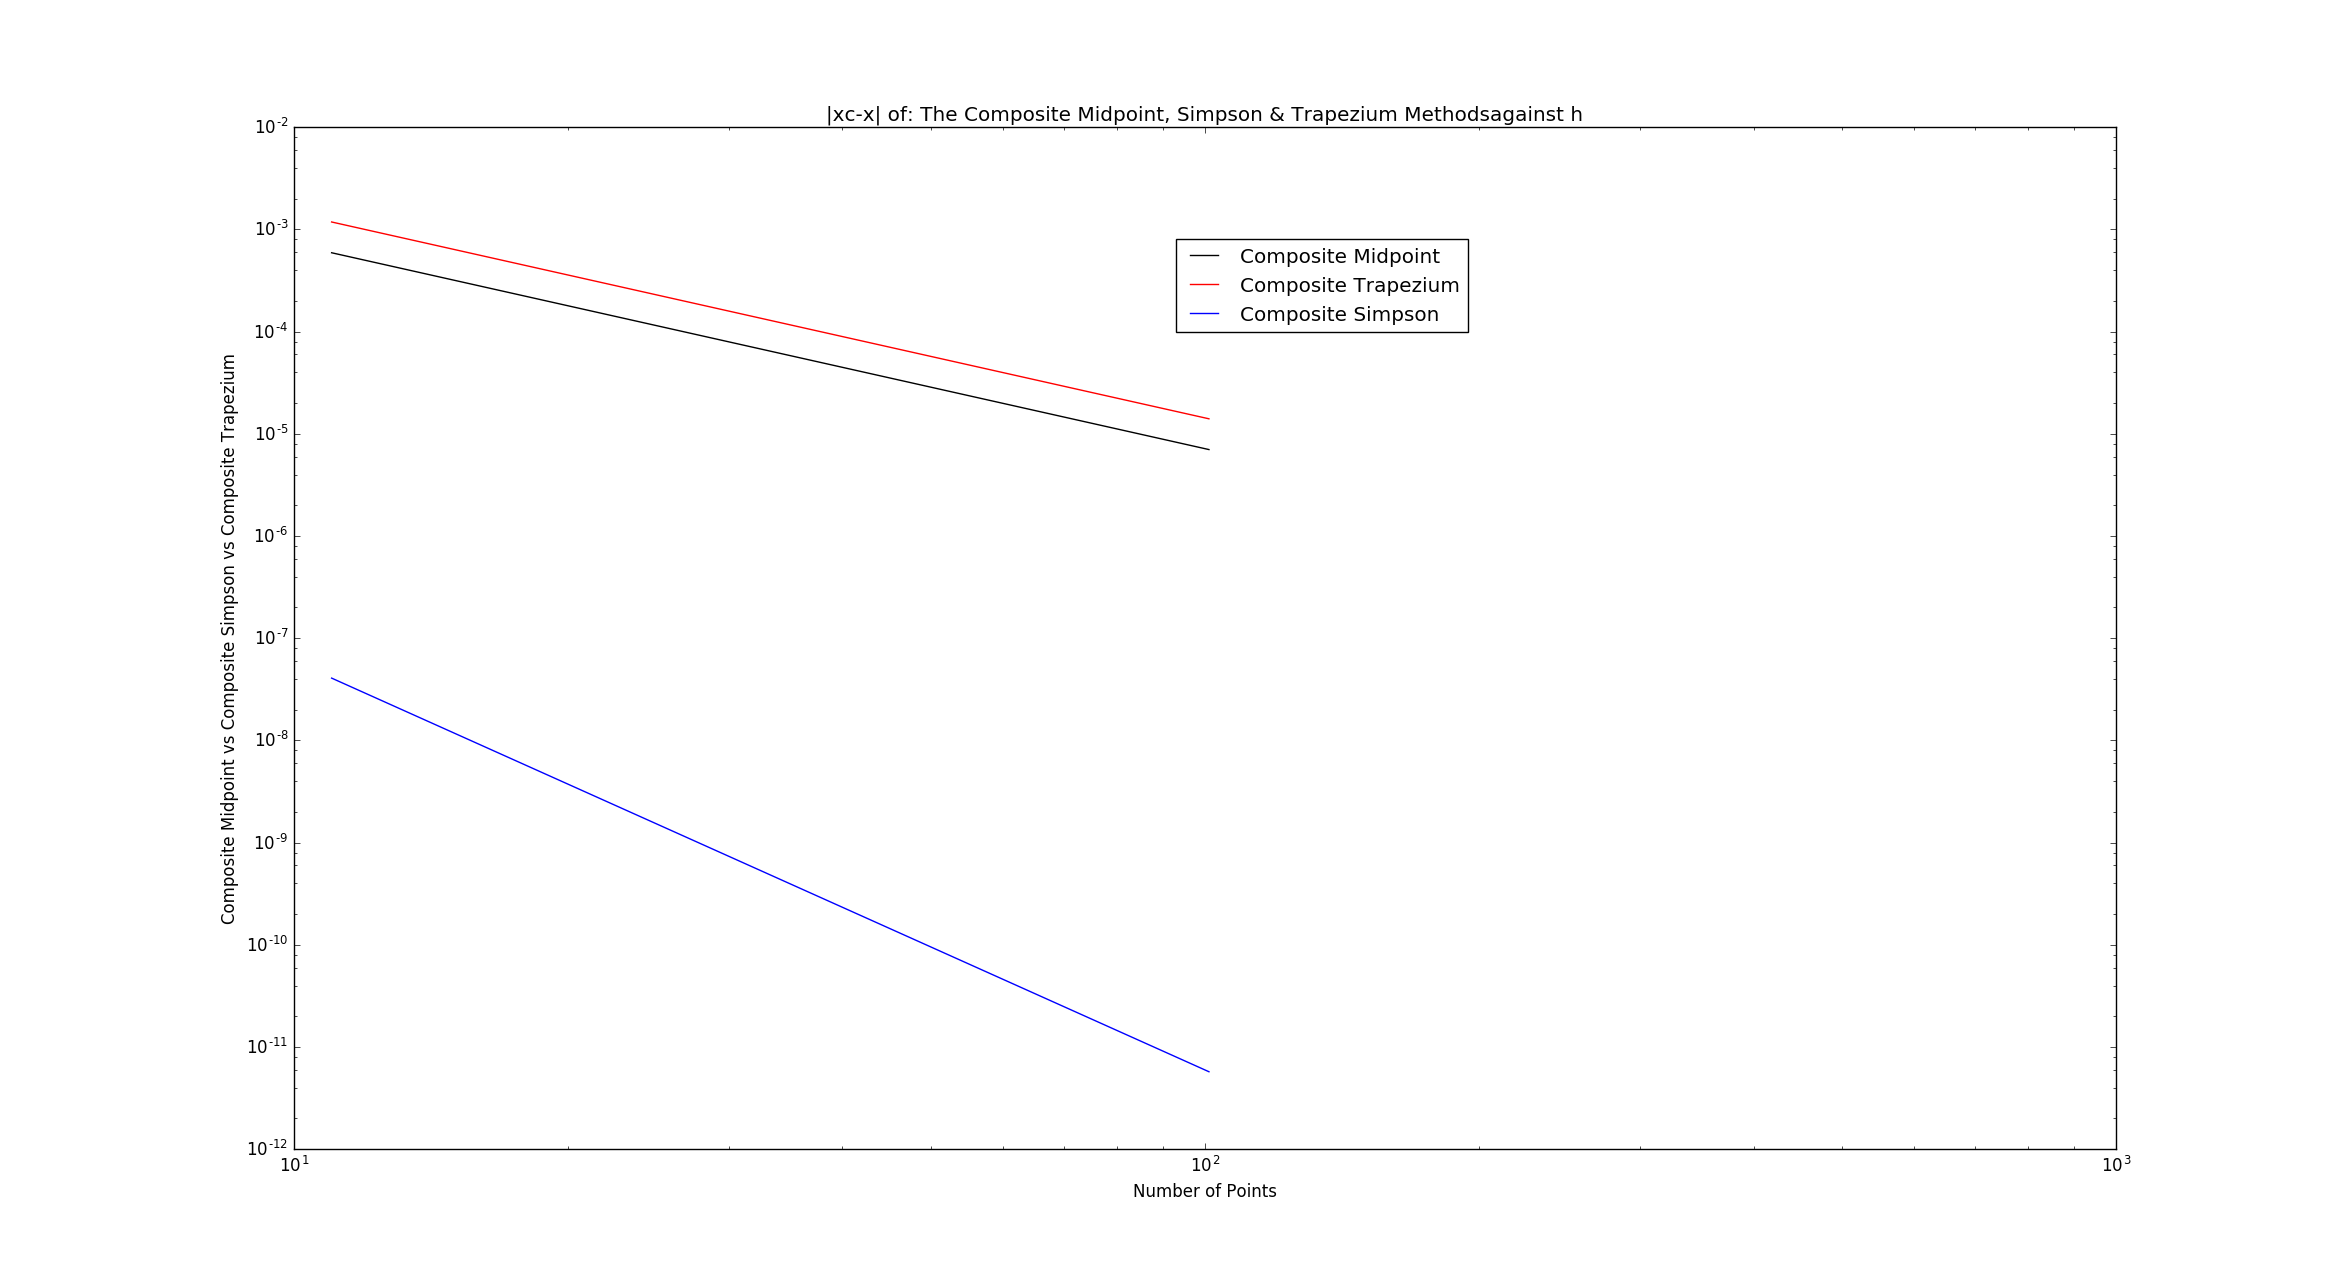 |xc-x| of: The Composite Midpoint, Simpson & Trapezium Methodsagainst h
10^-2
10^-3
10^-4
10^-5
10^-6
10^-7
10^-8
10^-9
10^-10
10^-11
10^-12
Composite Midpoint vs Composite Simpson vs Composite Trapezium
Composite Midpoint
Composite Trapezium
Composite Simpson
10^1 10^2 10^3
Number of Points